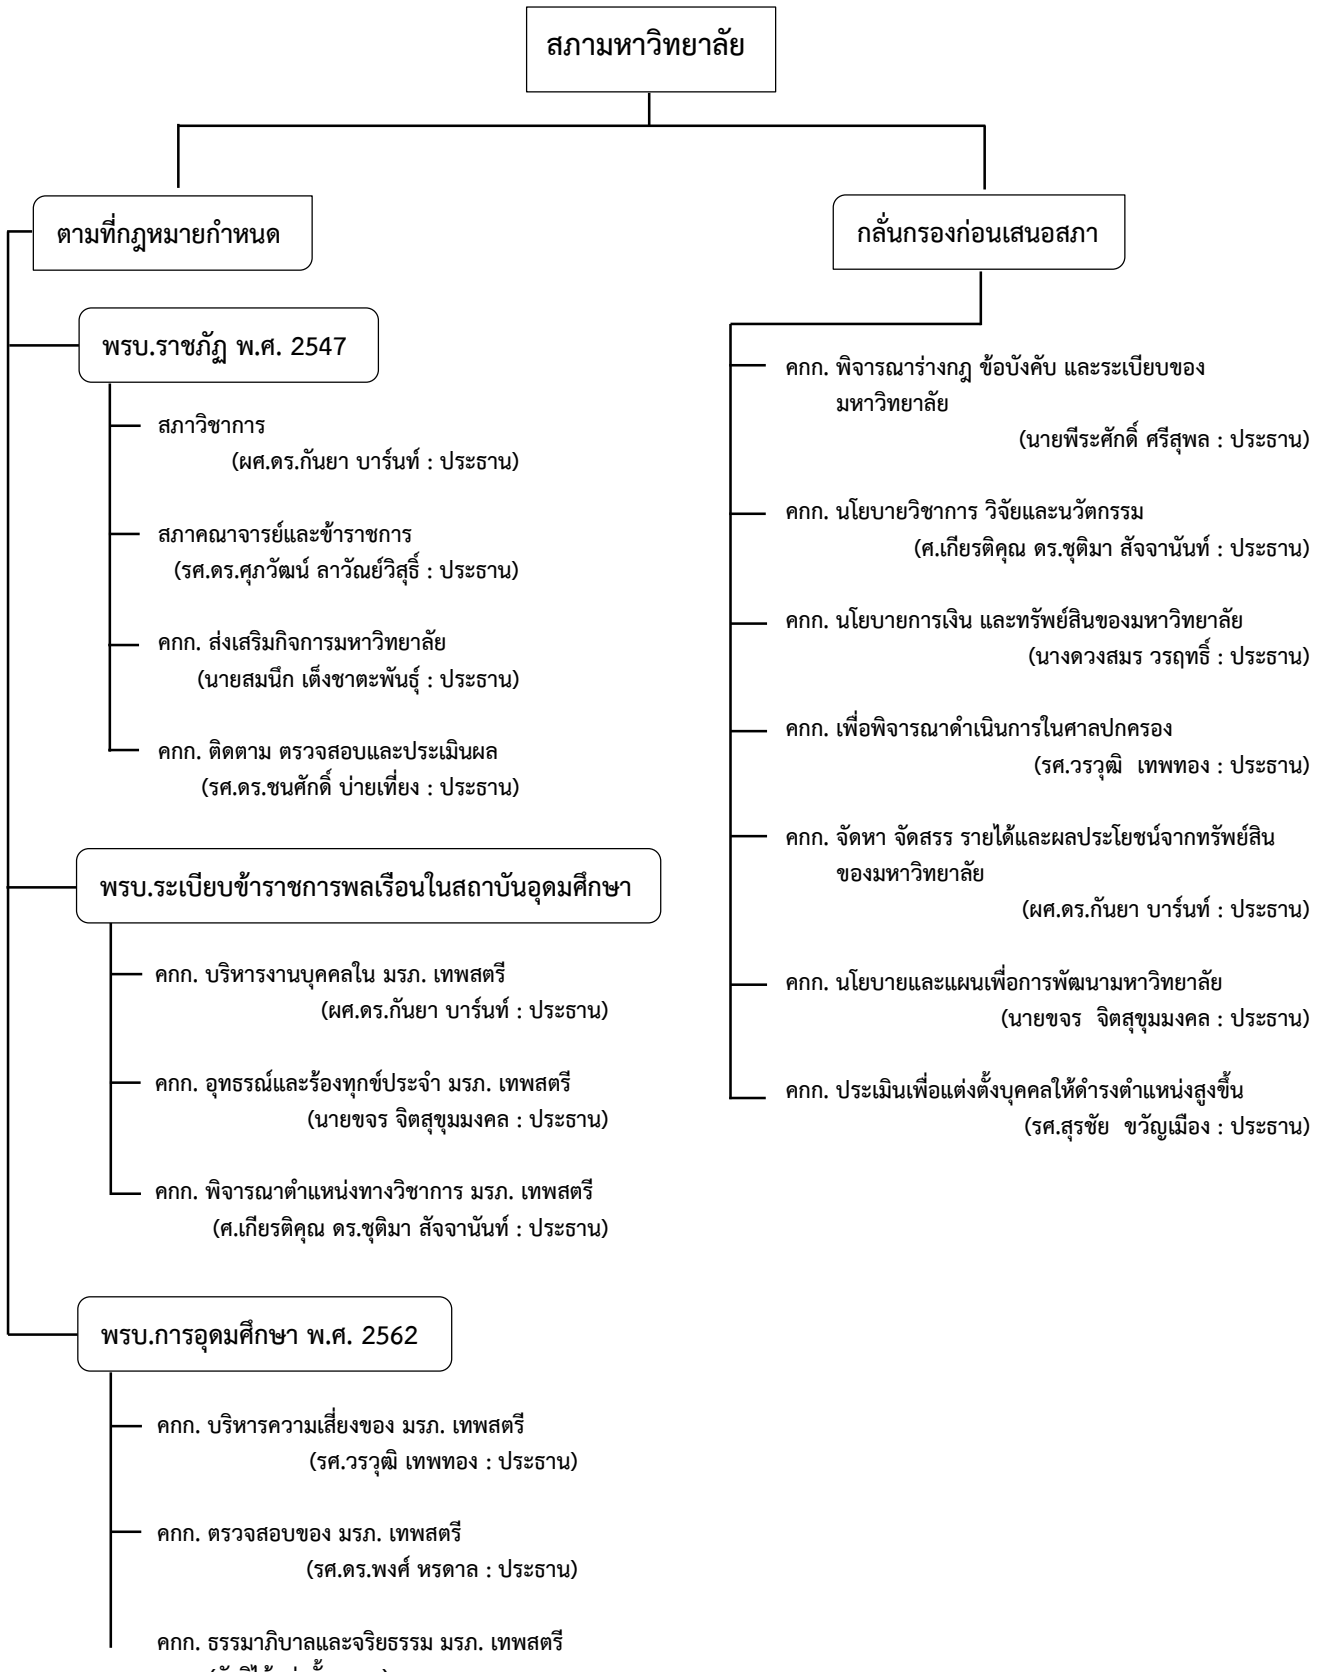 สภามหาวิทยาลัย
ตามที่กฎหมายกำหนด
พรบ.ราชภัฏ พ.ศ. 2547
สภาวิชาการ
(ผศ.ดร.กันยา บาร์นท์ : ประธาน)
สภาคณาจารย์และข้าราชการ
(รศ.ดร.ศุภวัฒน์ ลาวัณย์วิสุธิ์ : ประธาน)
คกก. ส่งเสริมกิจการมหาวิทยาลัย
(นายสมนึก เต็งชาตะพันธุ์ : ประธาน)
คกก. ติดตาม ตรวจสอบและประเมินผล
(รศ.ดร.ชนศักดิ์ บ่ายเที่ยง : ประธาน)
พรบ.ระเบียบข้าราชการพลเรือนในสถาบันอุดมศึกษา
คกก. บริหารงานบุคคลใน มรภ. เทพสตรี
(ผศ.ดร.กันยา บาร์นท์ : ประธาน)
คกก. อุทธรณ์และร้องทุกข์ประจำ มรภ. เทพสตรี
(นายขจร จิตสุขุมมงคล : ประธาน)
คกก. พิจารณาตำแหน่งทางวิชาการ มรภ. เทพสตรี
(ศ.เกียรติคุณ ดร.ชุติมา สัจจานันท์ : ประธาน)
พรบ.การอุดมศึกษา พ.ศ. 2562
คกก. บริหารความเสี่ยงของ มรภ. เทพสตรี
(รศ.วรวุฒิ เทพทอง : ประธาน)
คกก. ตรวจสอบของ มรภ. เทพสตรี
(รศ.ดร.พงศ์ หรดาล : ประธาน)
คกก. ธรรมาภิบาลและจริยธรรม มรภ. เทพสตรี
กลั่นกรองก่อนเสนอสภา
คกก. พิจารณาร่างกฎ ข้อบังคับ และระเบียบของ
มหาวิทยาลัย
(นายพีระศักดิ์ ศรีสุพล : ประธาน)
คกก. นโยบายวิชาการ วิจัยและนวัตกรรม
(ศ.เกียรติคุณ ดร.ชุติมา สัจจานันท์ : ประธาน)
คกก. นโยบายการเงิน และทรัพย์สินของมหาวิทยาลัย
(นางดวงสมร วรฤทธิ์ : ประธาน)
คกก. เพื่อพิจารณาดำเนินการในศาลปกครอง
(รศ.วรวุฒิ เทพทอง : ประธาน)
คกก. จัดหา จัดสรร รายได้และผลประโยชน์จากทรัพย์สิน
ของมหาวิทยาลัย
(ผศ.ดร.กันยา บาร์นท์ : ประธาน)
คกก. นโยบายและแผนเพื่อการพัฒนามหาวิทยาลัย
(นายขจร จิตสุขุมมงคล : ประธาน)
คกก. ประเมินเพื่อแต่งตั้งบุคคลให้ดำรงตำแหน่งสูงขึ้น
(รศ.สุรชัย ขวัญเมือง : ประธาน)